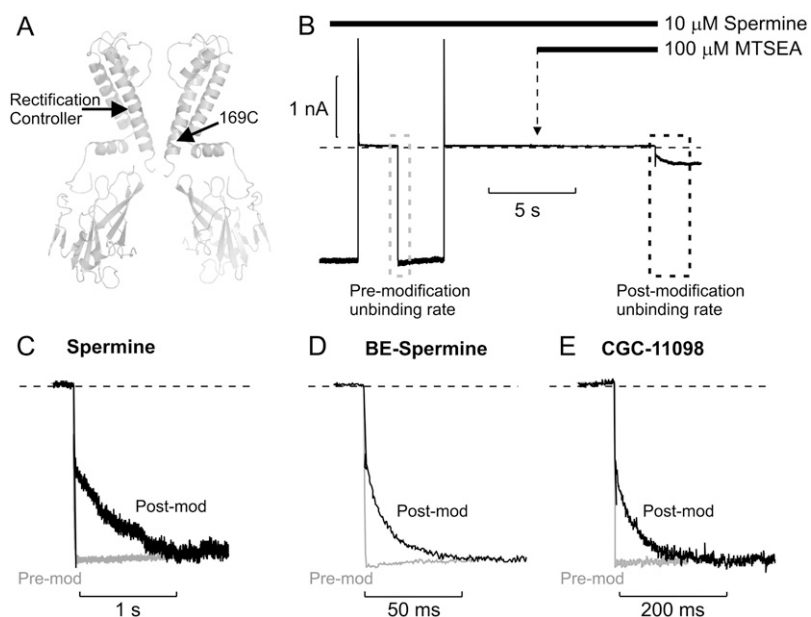 A
Rectification
Controller
169C
B
10 μM Spermine
100 μM MTSEA
1 nA
5 s
Pre-modification
unbinding rate
Post-modification
unbinding rate
C Spermine
Post-mod
Pre-mod
1 s
D BE-Spermine
Post-mod
Pre-mod
50 ms
E CGC-11098
Post-mod
Pre-mod
200 ms